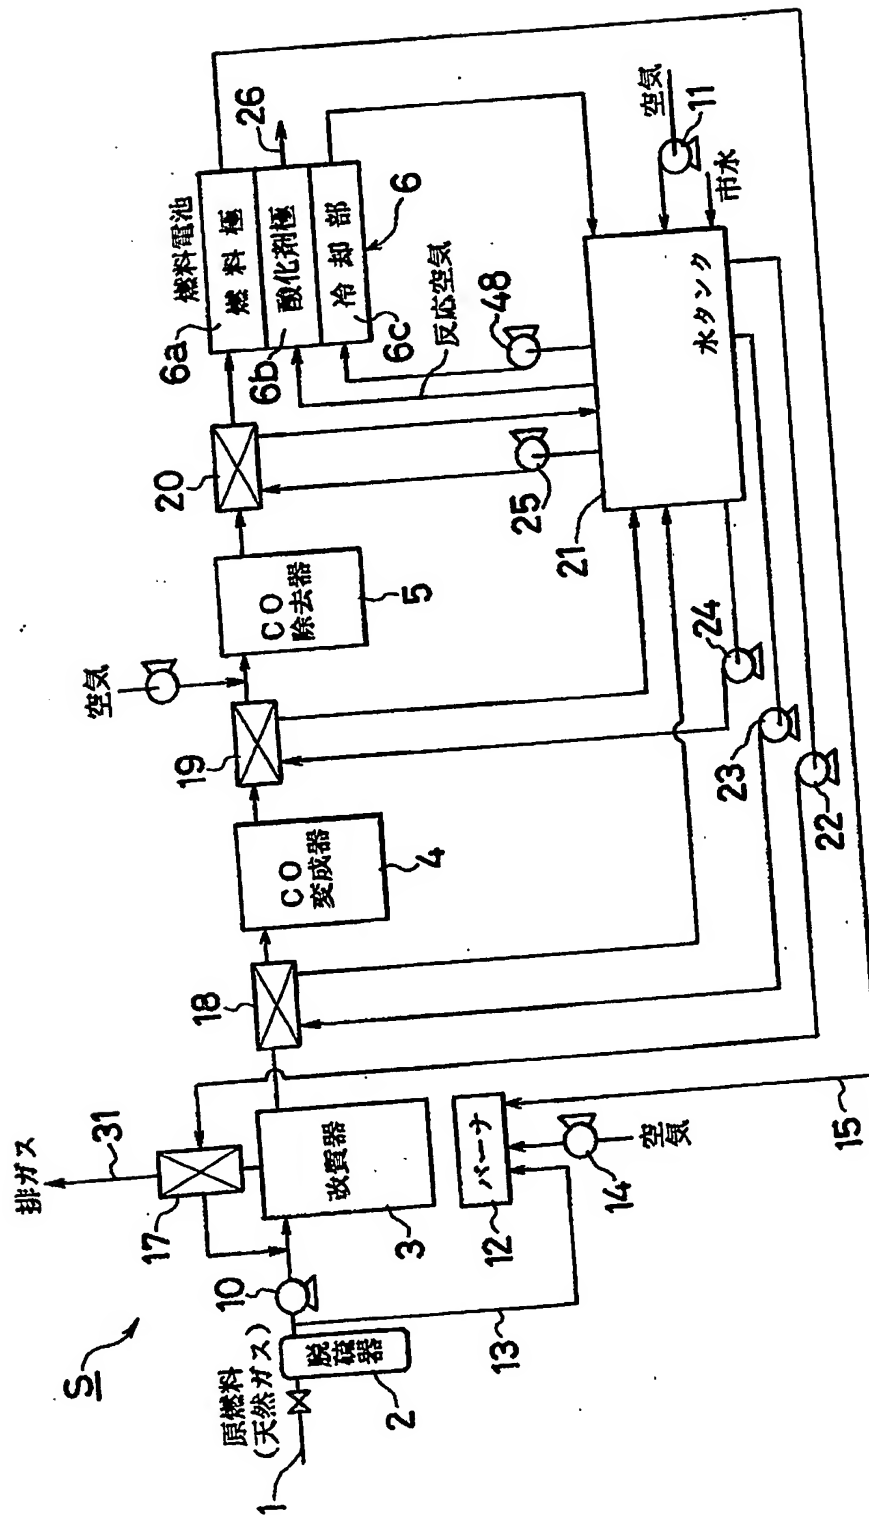 S
原燃料
(天然ガス)
1
脱硫器
2
10
13
排ガス
31
17
改質器
3
バーナ
12
14
空気
15
18
CO
変成器
4
19
空気
CO
除去器
5
20
燃料電池
6a
燃料極
6b
酸化剤極
6c
冷却部
6
26
反応空気
48
25
21
水タンク
空気
11
市水
24
23
22